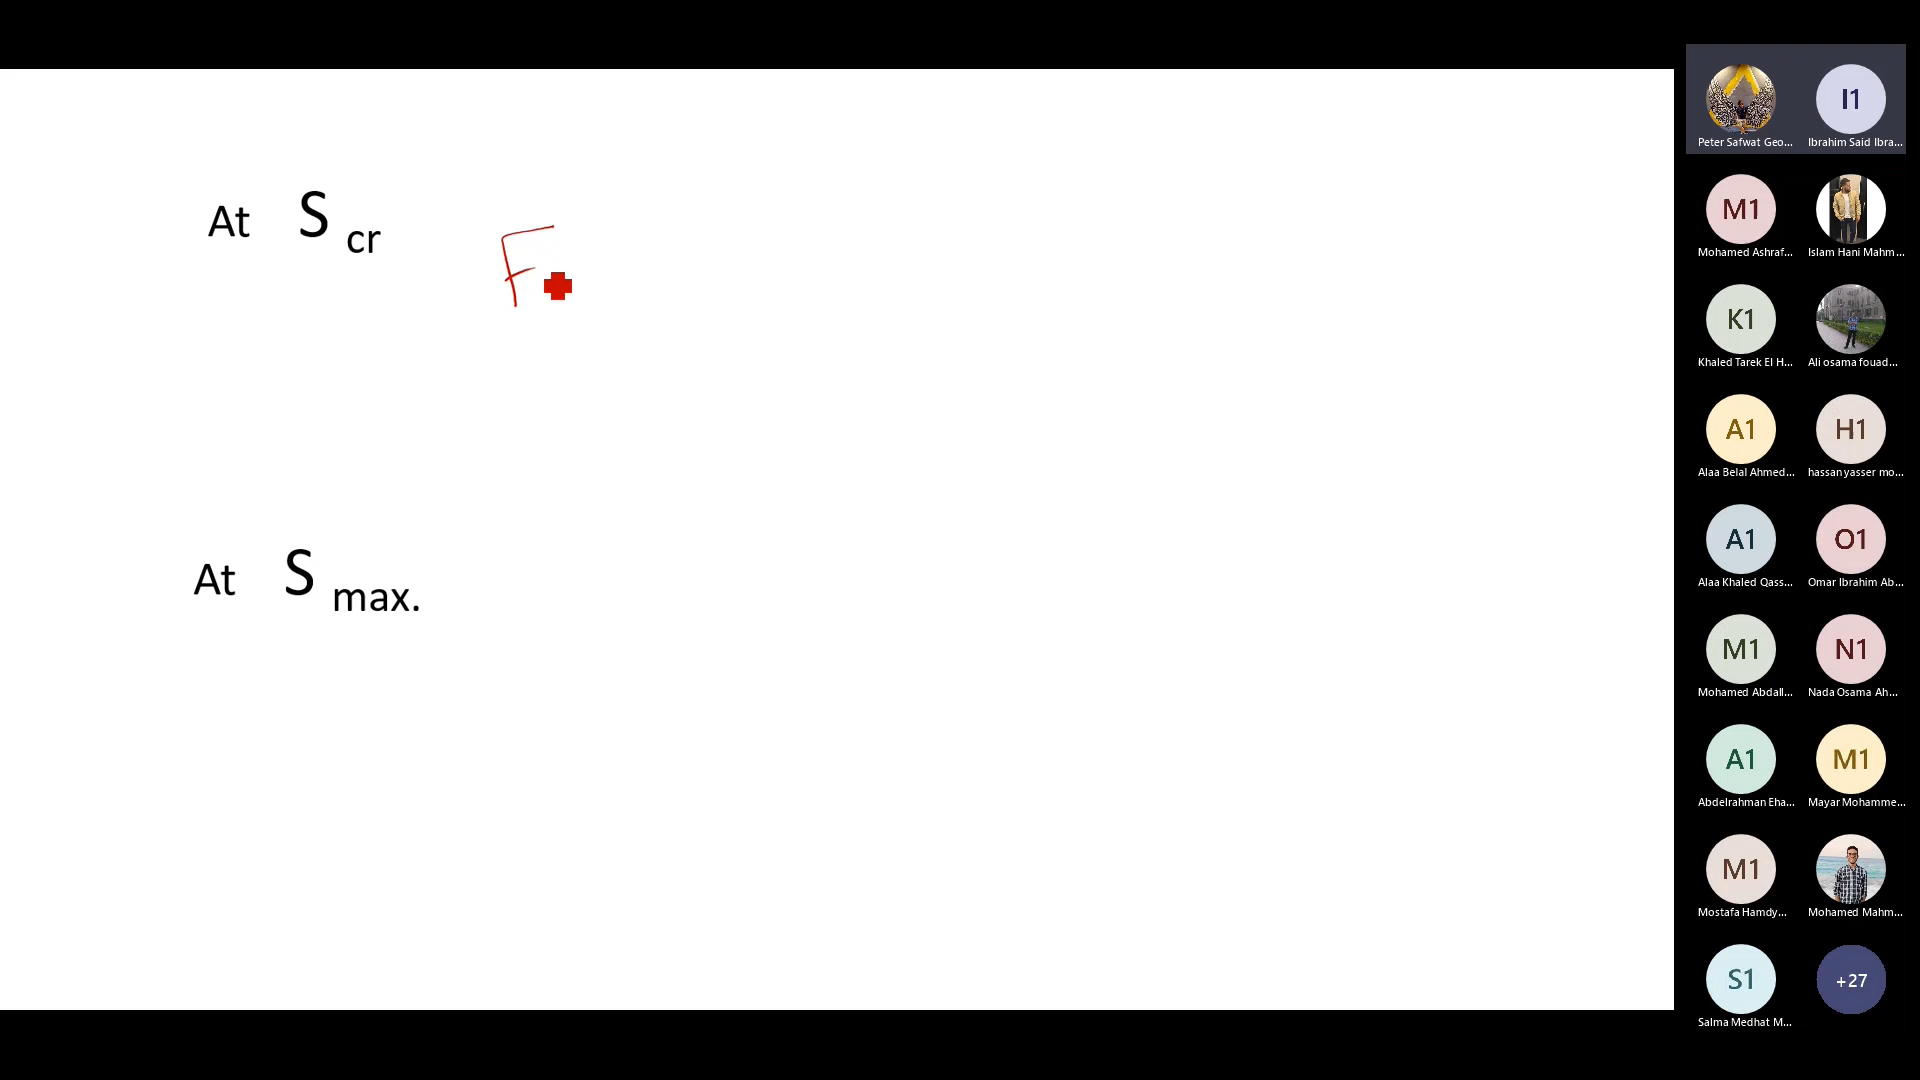 At S cr F
At S max.
Peter Safwat Geo...
I1
Ibrahim Said Ibra...
M1
Mohamed Ashraf...
Islam Hani Mahm...
K1
Khaled Tarek El H...
Ali osama fouad...
A1
Alaa Belal Ahmed...
H1
hassan yasser mo...
A1
Alaa Khaled Qass...
O1
Omar Ibrahim Ab...
M1
Mohamed Abdall...
N1
Nada Osama Ah...
A1
Abdelrahman Eha...
M1
Mayar Mohamme...
M1
Mostafa Hamdy...
Mohamed Mahm...
S1
Salma Medhat M...
+27